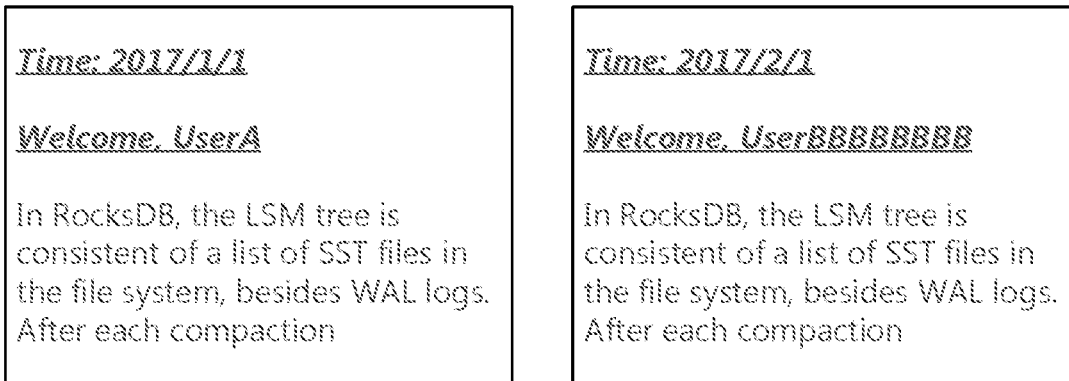 Time: 2017/1/1
Welcome, UserA
In RocksDB, the LSM tree is
consistent of a list of SST files in
the file system, besides WAL logs.
After each compaction
Time: 2017/2/1
Welcome, UserBBBBBBBB
In RocksDB, the LSM tree is
consistent of a list of SST files in
the file system, besides WAL logs.
After each compaction